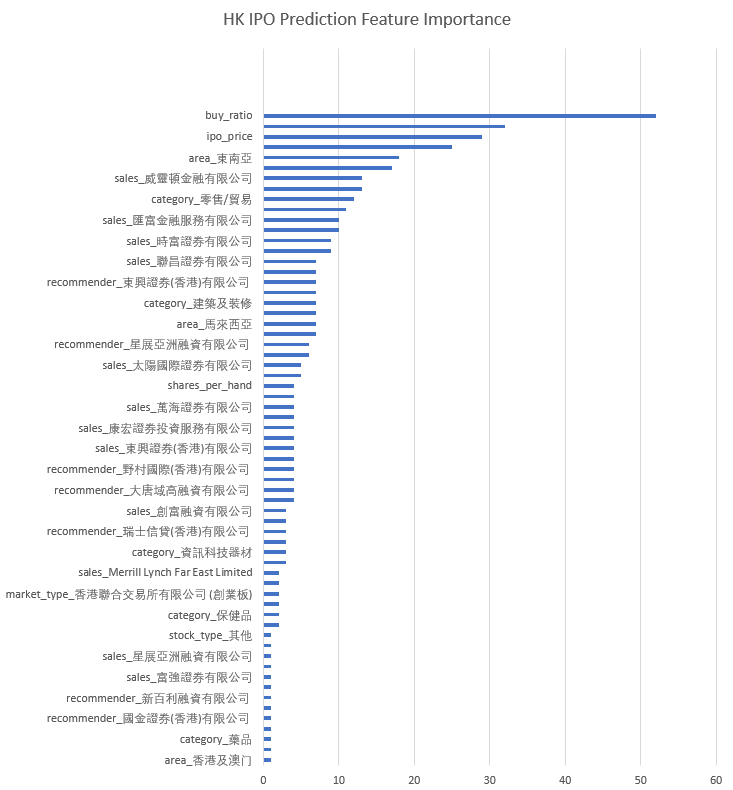 HK IPO Prediction Feature Importance
buy_ratio
ipo_price
area_東南亞
sales_威靈頓金融有限公司
category_零售/貿易
sales_匯富金融服務有限公司
sales_時富證券有限公司
sales_聯昌證券有限公司
recommender_東興證券(香港)有限公司
category_建築及裝修
area_馬來西亞
recommender_星展亞洲融資有限公司
sales_太陽國際證券有限公司
shares_per_hand
sales_萬海證券有限公司
sales_康宏證券投資服務有限公司
sales_東興證券(香港)有限公司
recommender_野村國際(香港)有限公司
recommender_大唐域高融資有限公司
sales_創富融資有限公司
recommender_瑞士信貸(香港)有限公司
category_資訊科技器材
sales_Merrill Lynch Far East Limited
market_type_香港聯合交易所有限公司 (創業板)
category_保健品
stock_type_其他
sales_星展亞洲融資有限公司
sales_富強證券有限公司
recommender_新百利融資有限公司
recommender_國金證券(香港)有限公司
category_藥品
area_香港及澳门
0 10 20 30 40 50 60